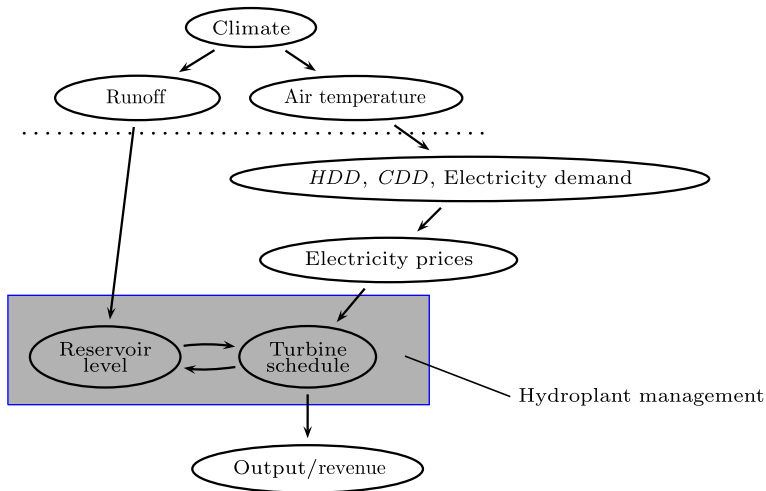 Climate
Runoff
Air temperature
HDD, CDD, Electricity demand
Electricity prices
Reservoir
level
Turbine
schedule
Hydroplant management
Output/revenue